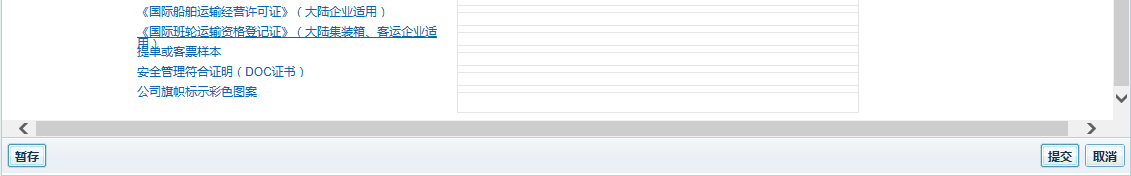 《国际船舶运输经营许可证》（大陆企业适用）
《国际班轮运输资格登记证》（大陆集装箱、客运企业适
用）
提单或客票样本
安全管理符合证明（DOC证书）
公司旗帜标示彩色图案
暂存 提交 取消